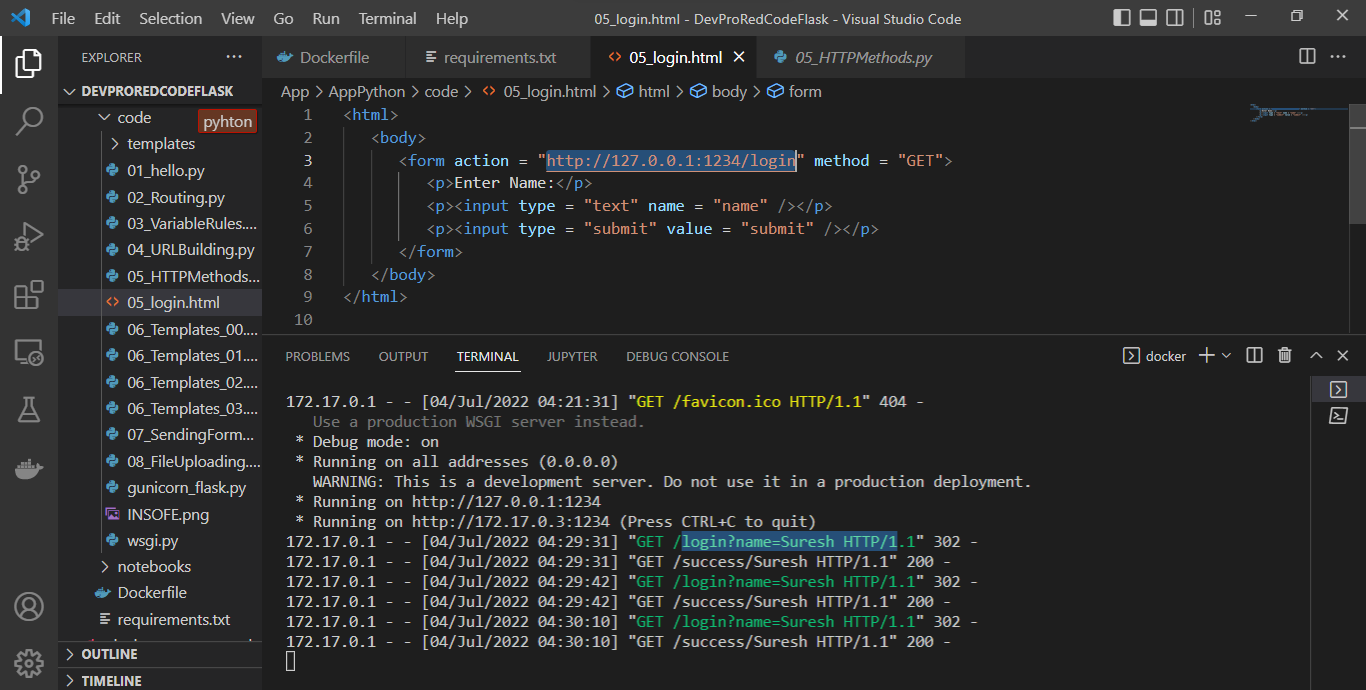 File Edit Selection View Go Run Terminal Help 05_login.html - DevProRedCodeFlask - Visual Studio Code
EXPLORER
DEVPROREDCODEFLASK
code
pyhton
templates
01_hello.py
02_Routing.py
03_VariableRules....
04_URLBuilding.py
05_HTTPMethods...
05_login.html
06_Templates_00....
06_Templates_01....
06_Templates_02....
06_Templates_03....
07_SendingForm...
08_FileUploading....
gunicorn_flask.py
INSOFE.png
wsgi.py
notebooks
Dockerfile
requirements.txt
OUTLINE
TIMELINE
Dockerfile requirements.txt 05_login.html 05_HTTPMethods.py
App > AppPython > code > 05_login.html > html > body > form
1 <html>
2 <body>
3 <form action = "http://127.0.0.1:1234/login" method = "GET">
4 <p>Enter Name:</p>
5 <p><input type = "text" name = "name" /></p>
6 <p><input type = "submit" value = "submit" /></p>
7 </form>
8 </body>
9 </html>
10
PROBLEMS OUTPUT TERMINAL JUPYTER DEBUG CONSOLE docker
172.17.0.1 - - [04/Jul/2022 04:21:31] "GET /favicon.ico HTTP/1.1" 404 -
Use a production WSGI server instead.
* Debug mode: on
* Running on all addresses (0.0.0.0)
WARNING: This is a development server. Do not use it in a production deployment.
* Running on http://127.0.0.1:1234
* Running on http://172.17.0.3:1234 (Press CTRL+C to quit)
172.17.0.1 - - [04/Jul/2022 04:29:31] "GET /login?name=Suresh HTTP/1.1" 302 -
172.17.0.1 - - [04/Jul/2022 04:29:31] "GET /success/Suresh HTTP/1.1" 200 -
172.17.0.1 - - [04/Jul/2022 04:29:42] "GET /login?name=Suresh HTTP/1.1" 302 -
172.17.0.1 - - [04/Jul/2022 04:29:42] "GET /success/Suresh HTTP/1.1" 200 -
172.17.0.1 - - [04/Jul/2022 04:30:10] "GET /login?name=Suresh HTTP/1.1" 302 -
172.17.0.1 - - [04/Jul/2022 04:30:10] "GET /success/Suresh HTTP/1.1" 200 -